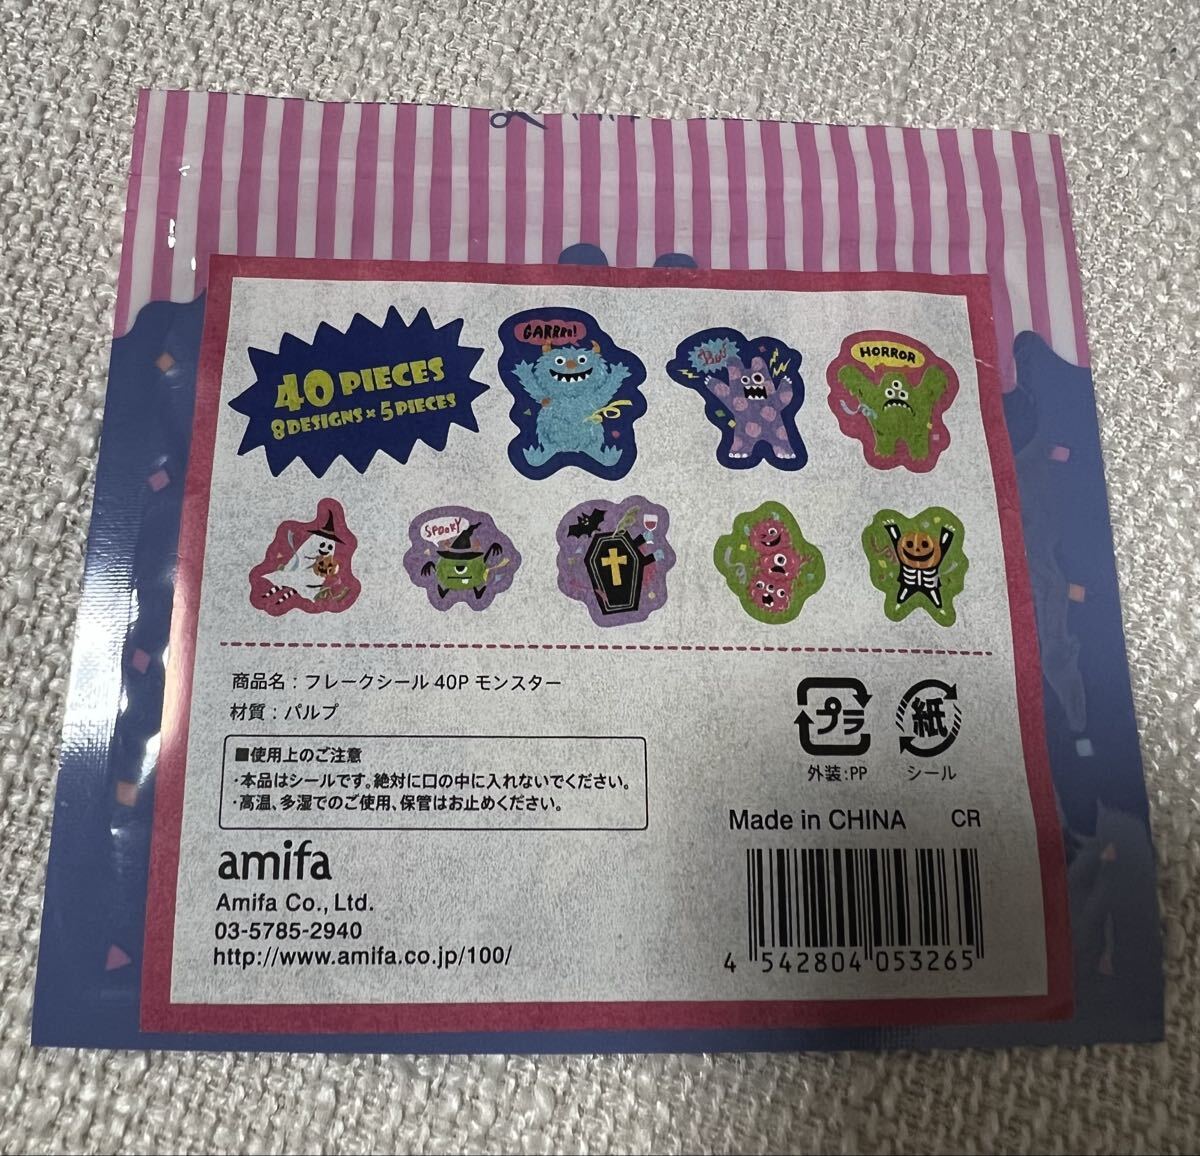 40 PIECES
8 DESIGNS × 5 PIECES
GARRRR!
BOO
HORROR
SPOOKY
商品名：フレークシール 40P モンスター
材質：パルプ
■使用上のご注意
・本品はシールです。絶対に口の中に入れないでください。
・高温、多湿でのご使用、保管はお止めください。
プラ
紙
外装:PP
シール
Made in CHINA CR
amifa
Amifa Co., Ltd.
03-5785-2940
http://www.amifa.co.jp/100/
4 542804 053265